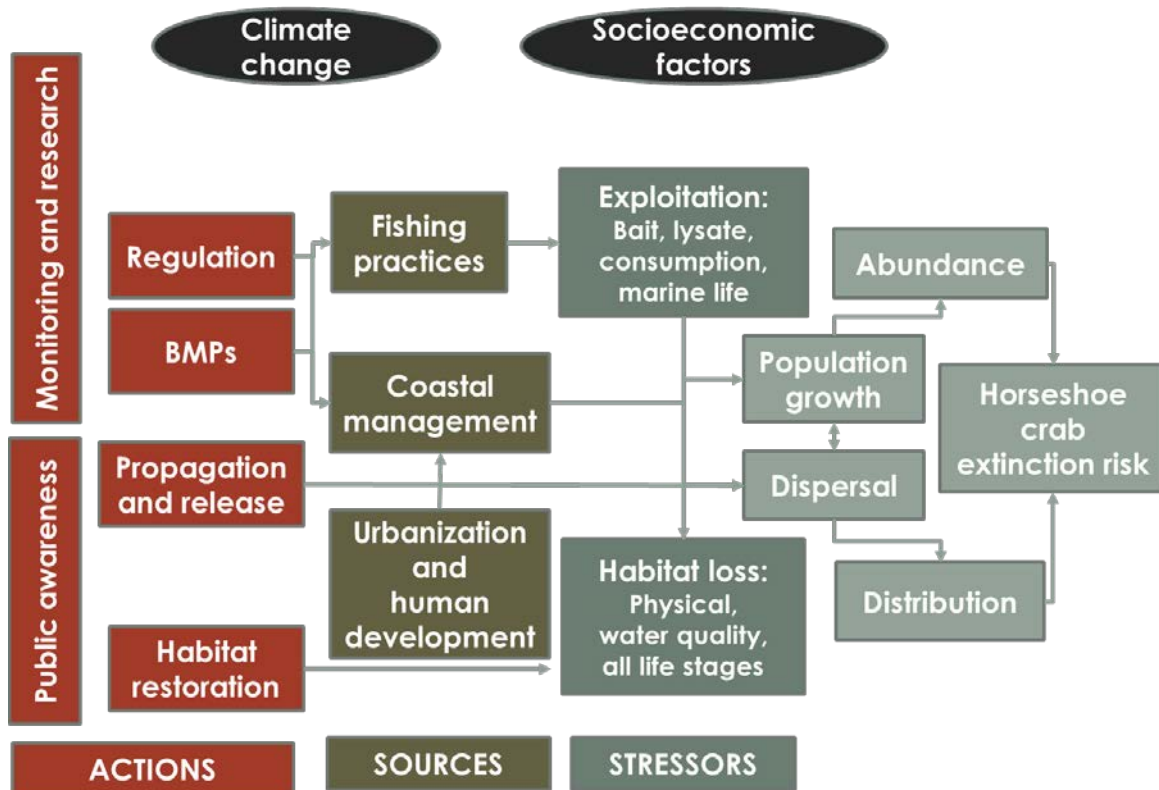 Climate
change
Socioeconomic
factors
Monitoring and research
Public awareness
Regulation
BMPs
Propagation
and release
Habitat
restoration
Fishing
practices
Coastal
management
Urbanization
and
human
development
Exploitation:
Bait, lysate,
consumption,
marine life
Habitat loss:
Physical,
water quality,
all life stages
Abundance
Population
growth
Dispersal
Distribution
Horseshoe
crab
extinction risk
ACTIONS
SOURCES
STRESSORS